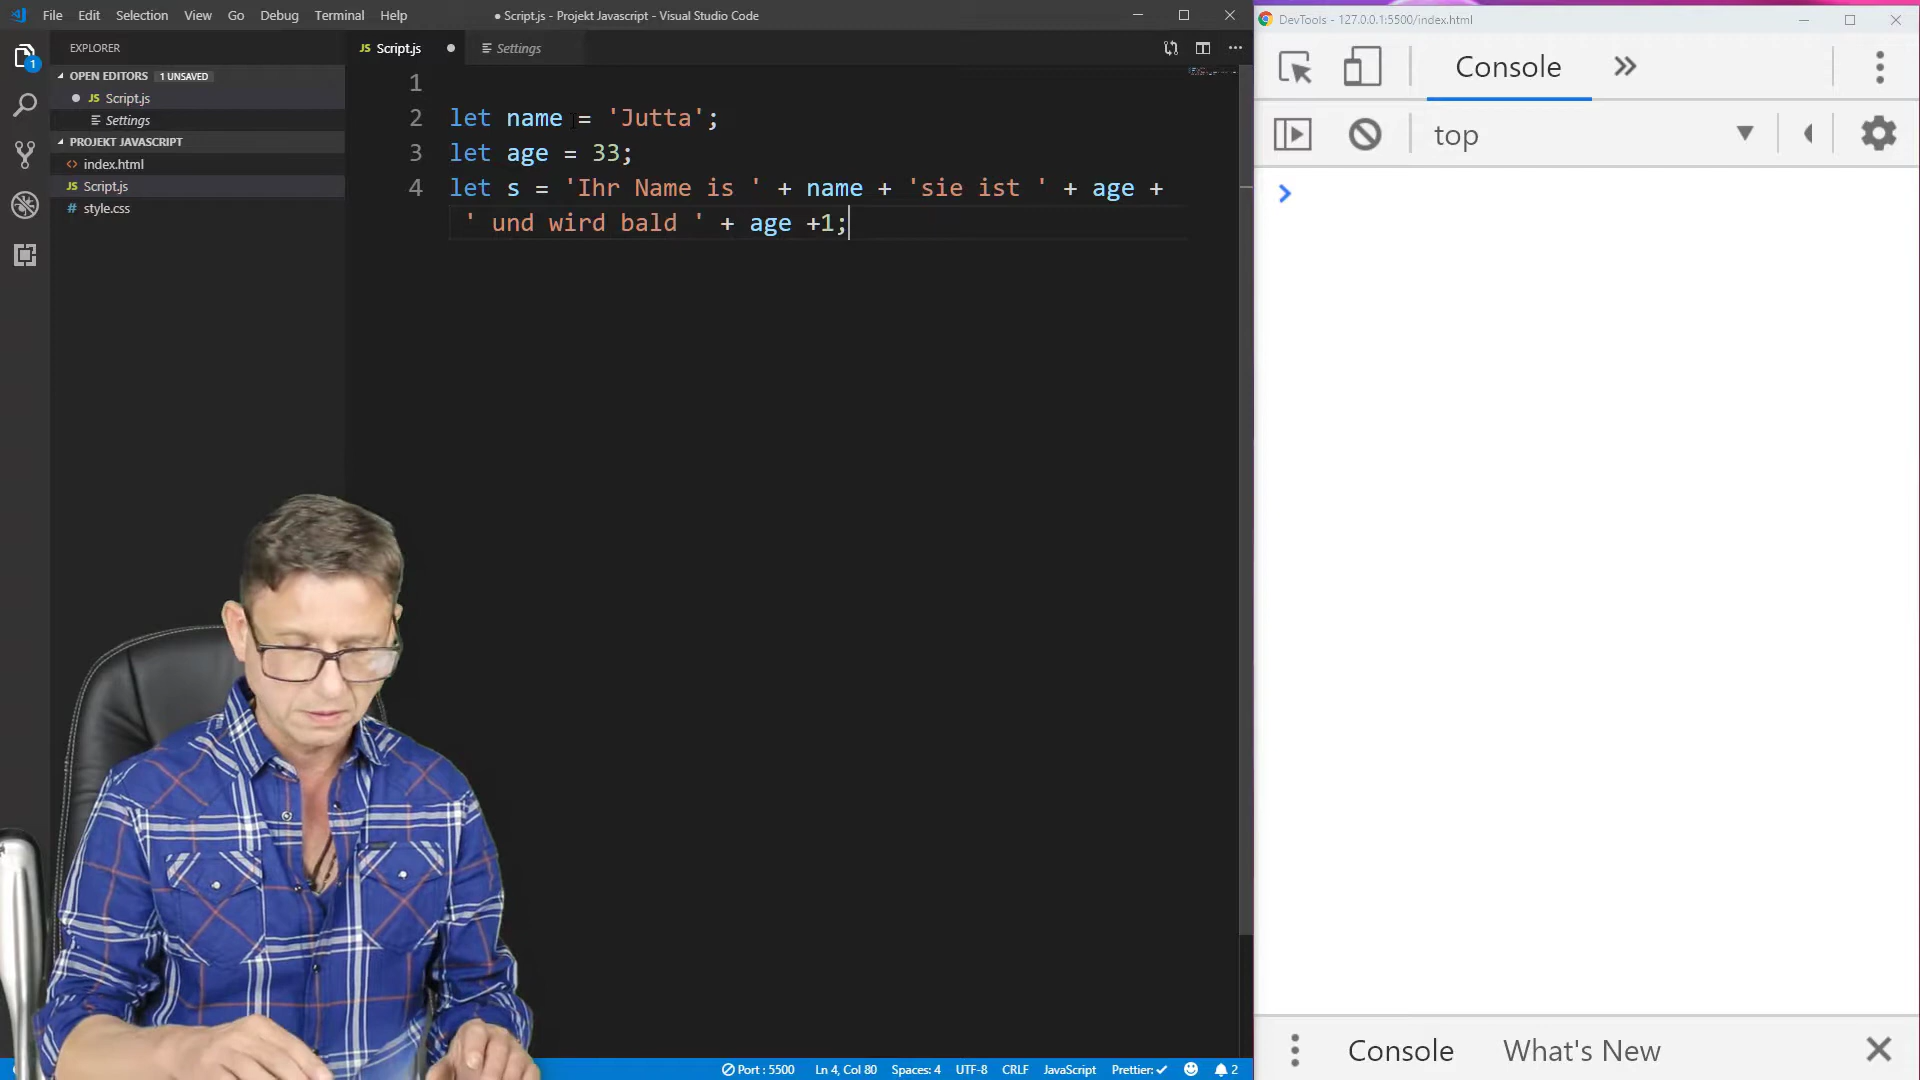 File Edit Selection View Go Debug Terminal Help
● Script.js - Projekt Javascript - Visual Studio Code
DevTools - 127.0.0.1:5500/index.html
EXPLORER
JS Script.js
Settings
OPEN EDITORS 1 UNSAVED
JS Script.js
Settings
PROJEKT JAVASCRIPT
<> index.html
JS Script.js
# style.css
1
1
2 let name = 'Jutta';
3 let age = 33;
4 let s = 'Ihr Name is ' + name + 'sie ist ' + age +
' und wird bald ' + age +1;
Console
top
Console
What's New
Port : 5500 Ln 4, Col 80 Spaces: 4 UTF-8 CRLF JavaScript Prettier: ✓ 2